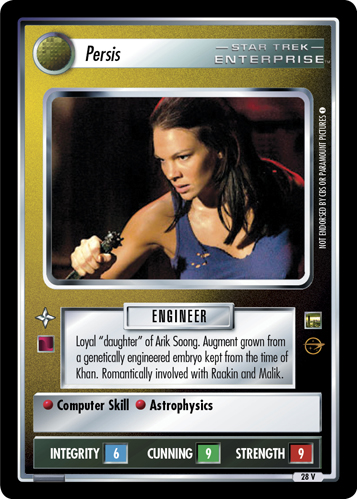 Persis
STAR TREK
ENTERPRISE™
NOT ENDORSED BY CBS OR PARAMOUNT PICTURES
ENGINEER
Loyal "daughter" of Arik Soong. Augment grown from
a genetically engineered embryo kept from the time of
Khan. Romantically involved with Raakin and Malik.
Computer Skill Astrophysics
INTEGRITY 6 CUNNING 9 STRENGTH 9
28 V